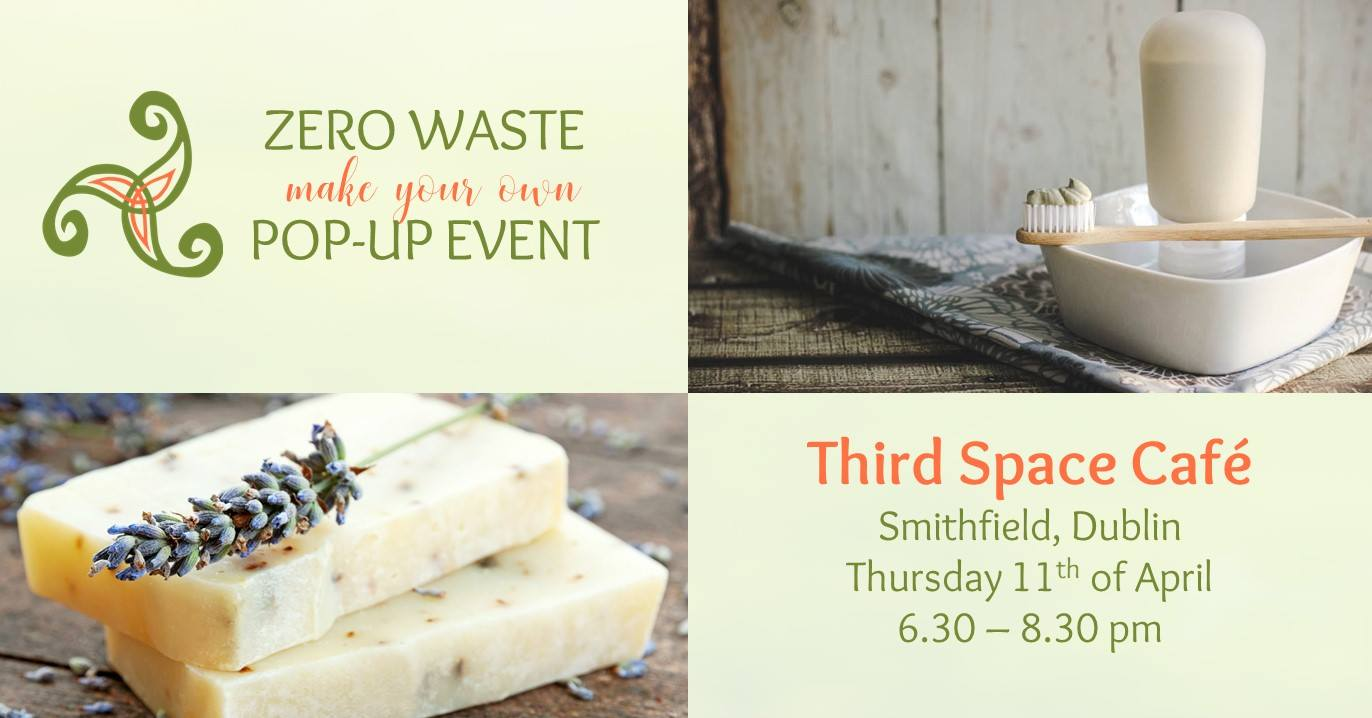 ZERO WASTE
make your own
POP-UP EVENT
Third Space Café
Smithfield, Dublin
Thursday 11th of April
6.30 – 8.30 pm